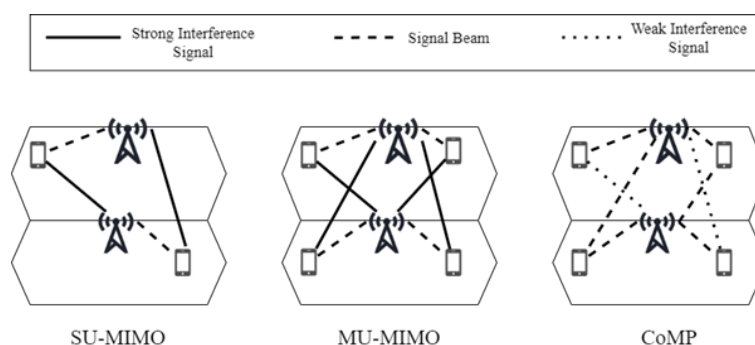 Strong Interference
Signal
Signal Beam
Weak Interference
Signal
SU-MIMO
MU-MIMO
CoMP